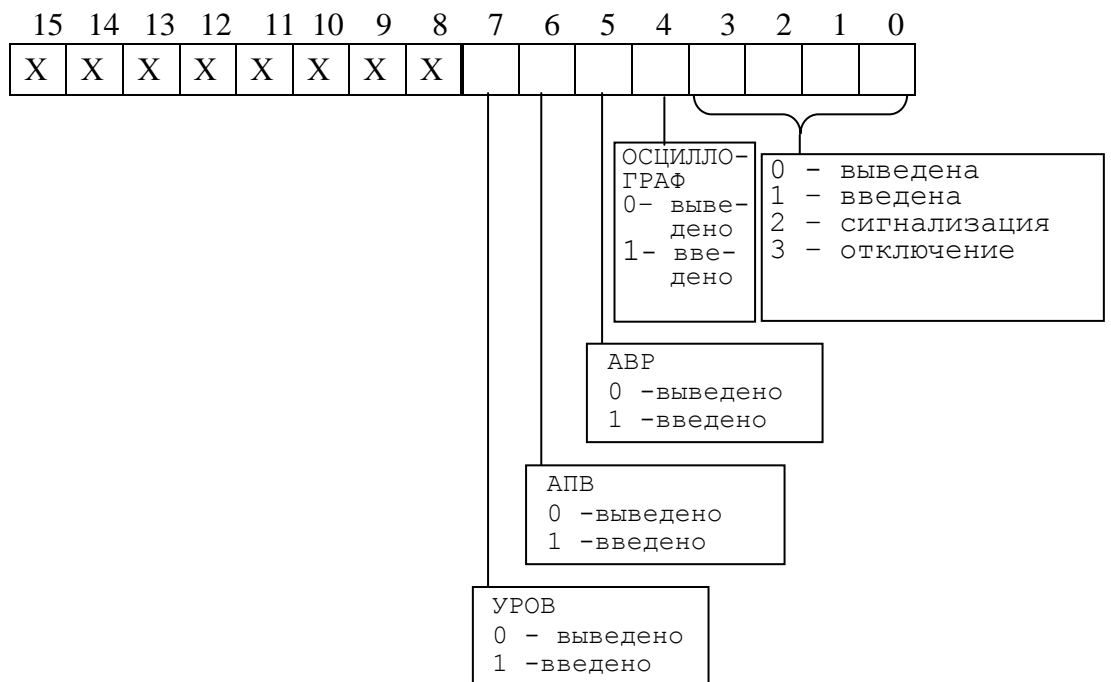 15 14 13 12 11 10 9 8 7 6 5 4 3 2 1 0
X X X X X X X X
ОСЦИЛЛО-
ГРАФ
0- выве-
дено
1- вве-
дено
0 - выведена
1 - введена
2 - сигнализация
3 - отключение
АВР
0 -выведено
1 -введено
АПВ
0 -выведено
1 -введено
УРОВ
0 - выведено
1 -введено